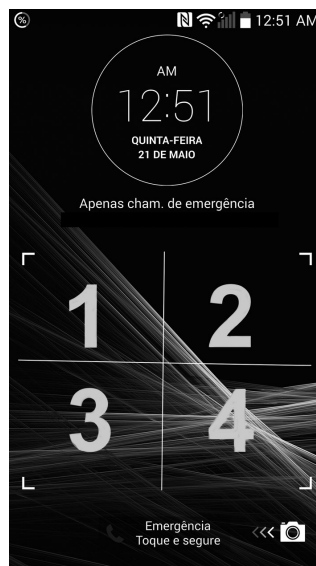 % N 12:51 AM
AM
12:51
QUINTA-FEIRA
21 DE MAIO
Apenas cham. de emergência
1 2
3 4
Emergência
Toque e segure